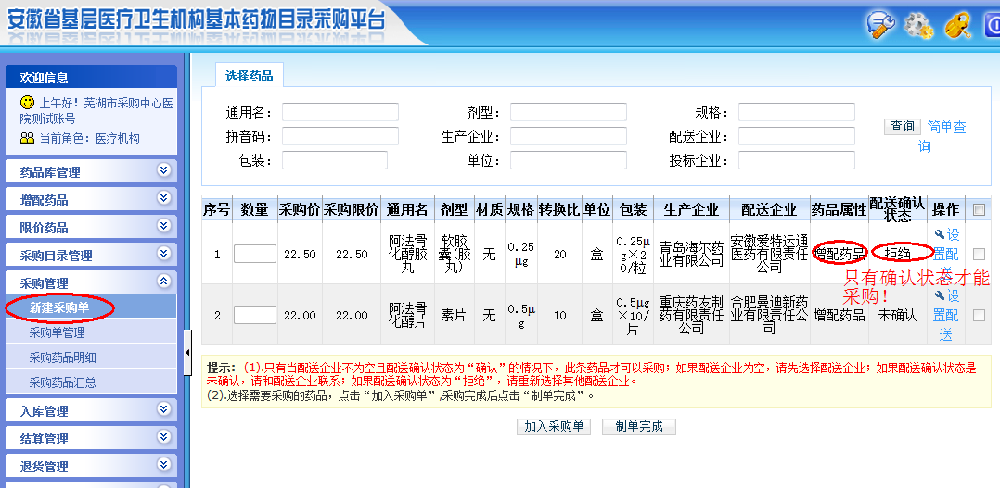 安徽省基层医疗卫生机构基本药物目录采购平台
欢迎信息
上午好！芜湖市采购中心医
院测试账号
当前角色：医疗机构
药品库管理
增配药品
限价药品
采购目录管理
采购管理
新建采购单
采购单管理
采购药品明细
采购药品汇总
入库管理
结算管理
退货管理
选择药品
通用名： 剂型： 规格：
拼音码： 生产企业： 配送企业：
包装： 单位： 投标企业：
查询 简单查
询
序号 数量 采购价 采购限价 通用名 剂型 材质 规格 转换比 单位 包装 生产企业 配送企业 药品属性 配送确认
状态 操作
1 22.50 22.50 阿法骨
化醇胶
丸 软胶
囊(胶
丸) 无 0.25
μg 20 盒 0.25μ
g×2
0/粒 青岛海尔药
业有限公司 安徽爱特运通
医药有限责任
公司 增配药品 拒绝 设
置配
送
只有确认状态才能
采购！
2 22.00 22.00 阿法骨
化醇片 素片 无 0.5μ
g 10 盒 0.5μg
×10/
片 重庆药友制
药有限责任
公司 合肥曼迪新药
业有限责任公
司 增配药品 未确认 设
置配
送
提示：(1).只有当配送企业不为空且配送确认状态为“确认”的情况下，此条药品才可以采购；如果配送企业为空，请先选择配送企业；如果配送确认状态是
未确认，请和配送企业联系；如果配送确认状态为“拒绝”，请重新选择其他配送企业。
(2).选择需要采购的药品，点击“加入采购单”,采购完成后点击“制单完成”。
加入采购单 制单完成